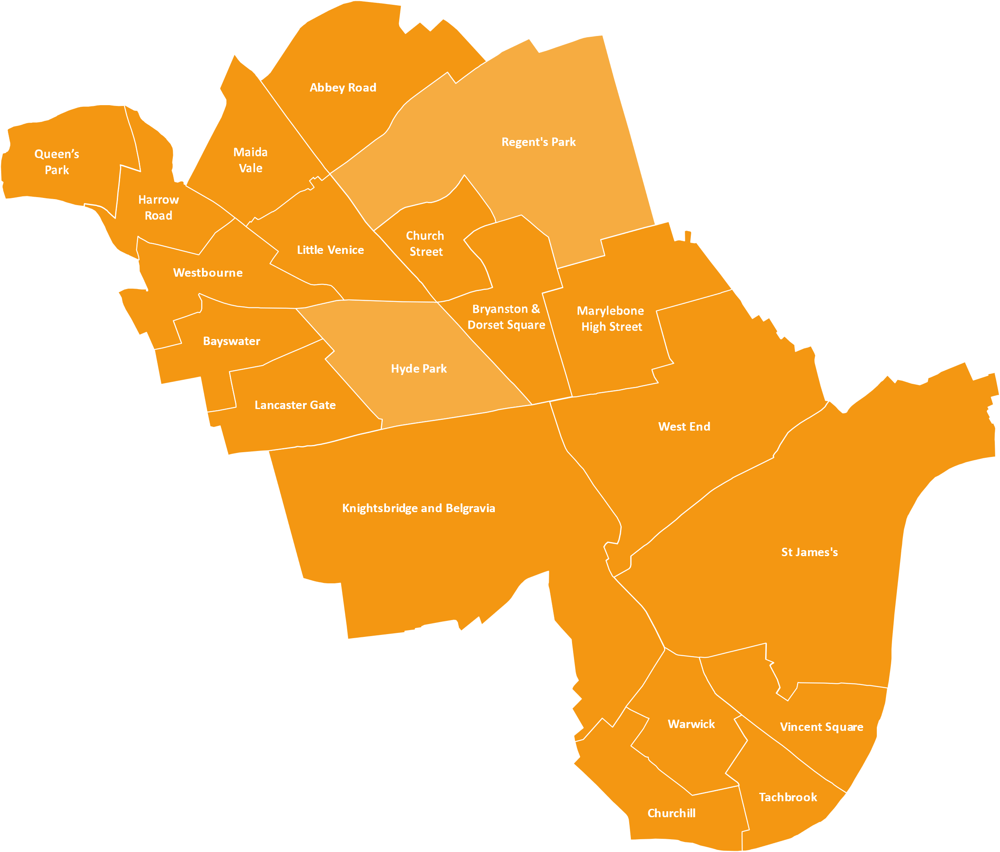 Abbey Road
Regent's Park
Queen’s
Park
Maida
Vale
Harrow
Road
Church
Street
Little Venice
Westbourne
Bryanston &
Dorset Square
Marylebone
High Street
Bayswater
Hyde Park
Lancaster Gate
West End
Knightsbridge and Belgravia
St James's
Warwick
Vincent Square
Tachbrook
Churchill